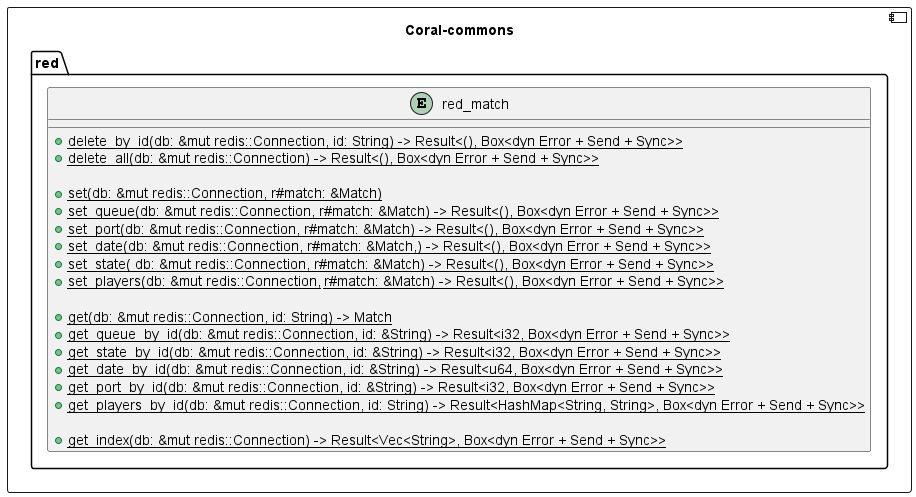 Coral-commons
red
E red_match
delete_by_id(db: &mut redis::Connection, id: String) -> Result<(), Box<dyn Error + Send + Sync>>
delete_all(db: &mut redis::Connection) -> Result<(), Box<dyn Error + Send + Sync>>
set(db: &mut redis::Connection, r#match: &Match)
set_queue(db: &mut redis::Connection, r#match: &Match) -> Result<(), Box<dyn Error + Send + Sync>>
set_port(db: &mut redis::Connection, r#match: &Match) -> Result<(), Box<dyn Error + Send + Sync>>
set_date(db: &mut redis::Connection, r#match: &Match,) -> Result<(), Box<dyn Error + Send + Sync>>
set_state( db: &mut redis::Connection, r#match: &Match) -> Result<(), Box<dyn Error + Send + Sync>>
set_players(db: &mut redis::Connection, r#match: &Match) -> Result<(), Box<dyn Error + Send + Sync>>
get(db: &mut redis::Connection, id: String) -> Match
get_queue_by_id(db: &mut redis::Connection, id: &String) -> Result<i32, Box<dyn Error + Send + Sync>>
get_state_by_id(db: &mut redis::Connection, id: &String) -> Result<i32, Box<dyn Error + Send + Sync>>
get_date_by_id(db: &mut redis::Connection, id: &String) -> Result<u64, Box<dyn Error + Send + Sync>>
get_port_by_id(db: &mut redis::Connection, id: &String) -> Result<i32, Box<dyn Error + Send + Sync>>
get_players_by_id(db: &mut redis::Connection, id: String) -> Result<HashMap<String, String>, Box<dyn Error + Send + Sync>>
get_index(db: &mut redis::Connection) -> Result<Vec<String>, Box<dyn Error + Send + Sync>>